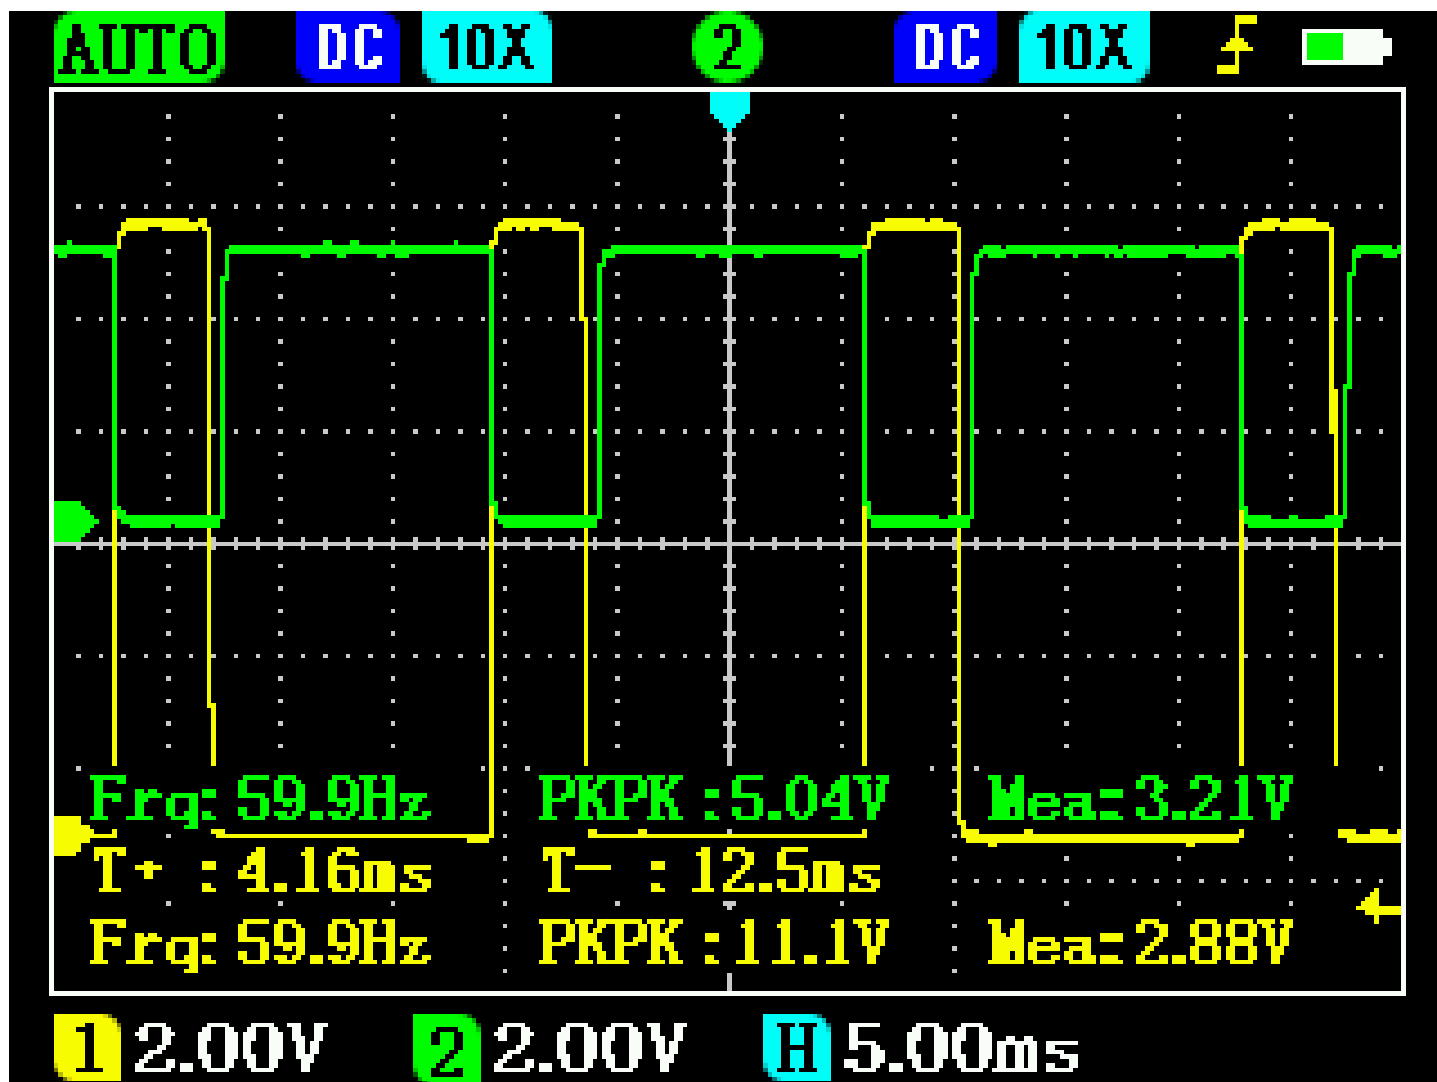 AUTO DC 10X 2 DC 10X
Frq: 59.9Hz PKPK :5.04V Mea:3.21V
T+ :4.16ms T- :12.5ms
Frq: 59.9Hz PKPK :11.1V Mea:2.88V
1 2.00V 2 2.00V H 5.00ms